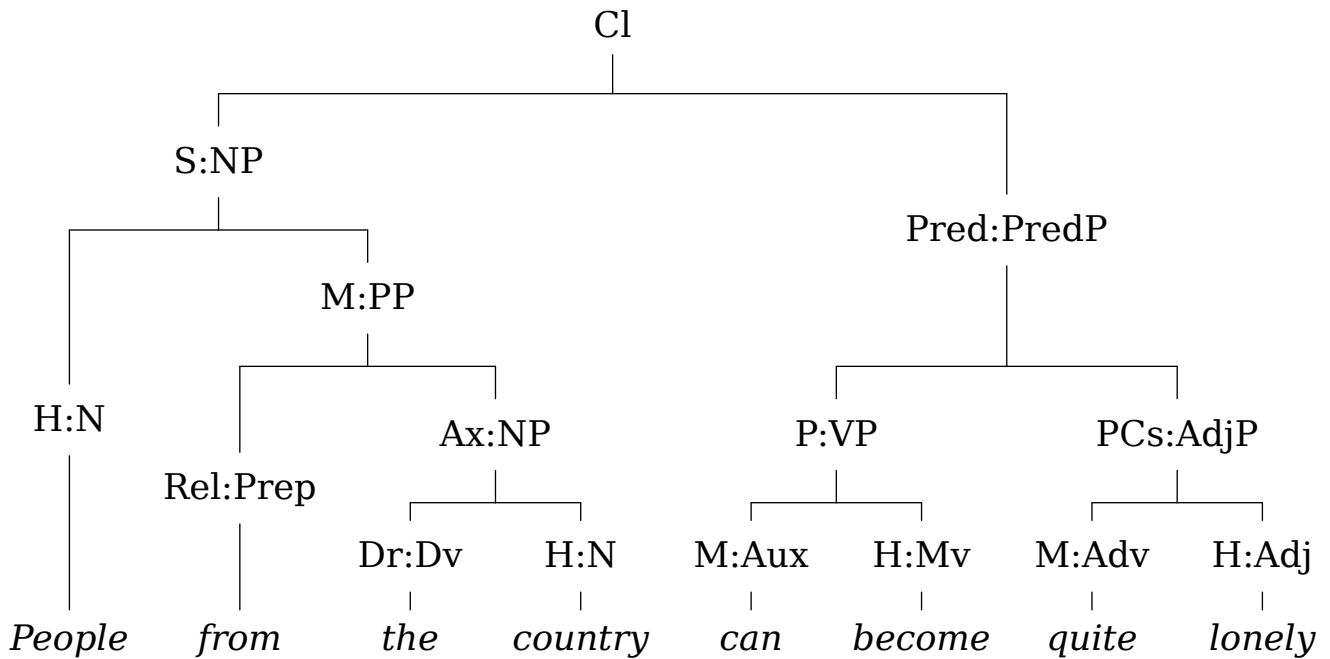 Cl
S:NP
Pred:PredP
M:PP
H:N
Ax:NP P:VP PCs:AdjP
Rel:Prep
Dr:Dv H:N M:Aux H:Mv M:Adv H:Adj
People from the country can become quite lonely